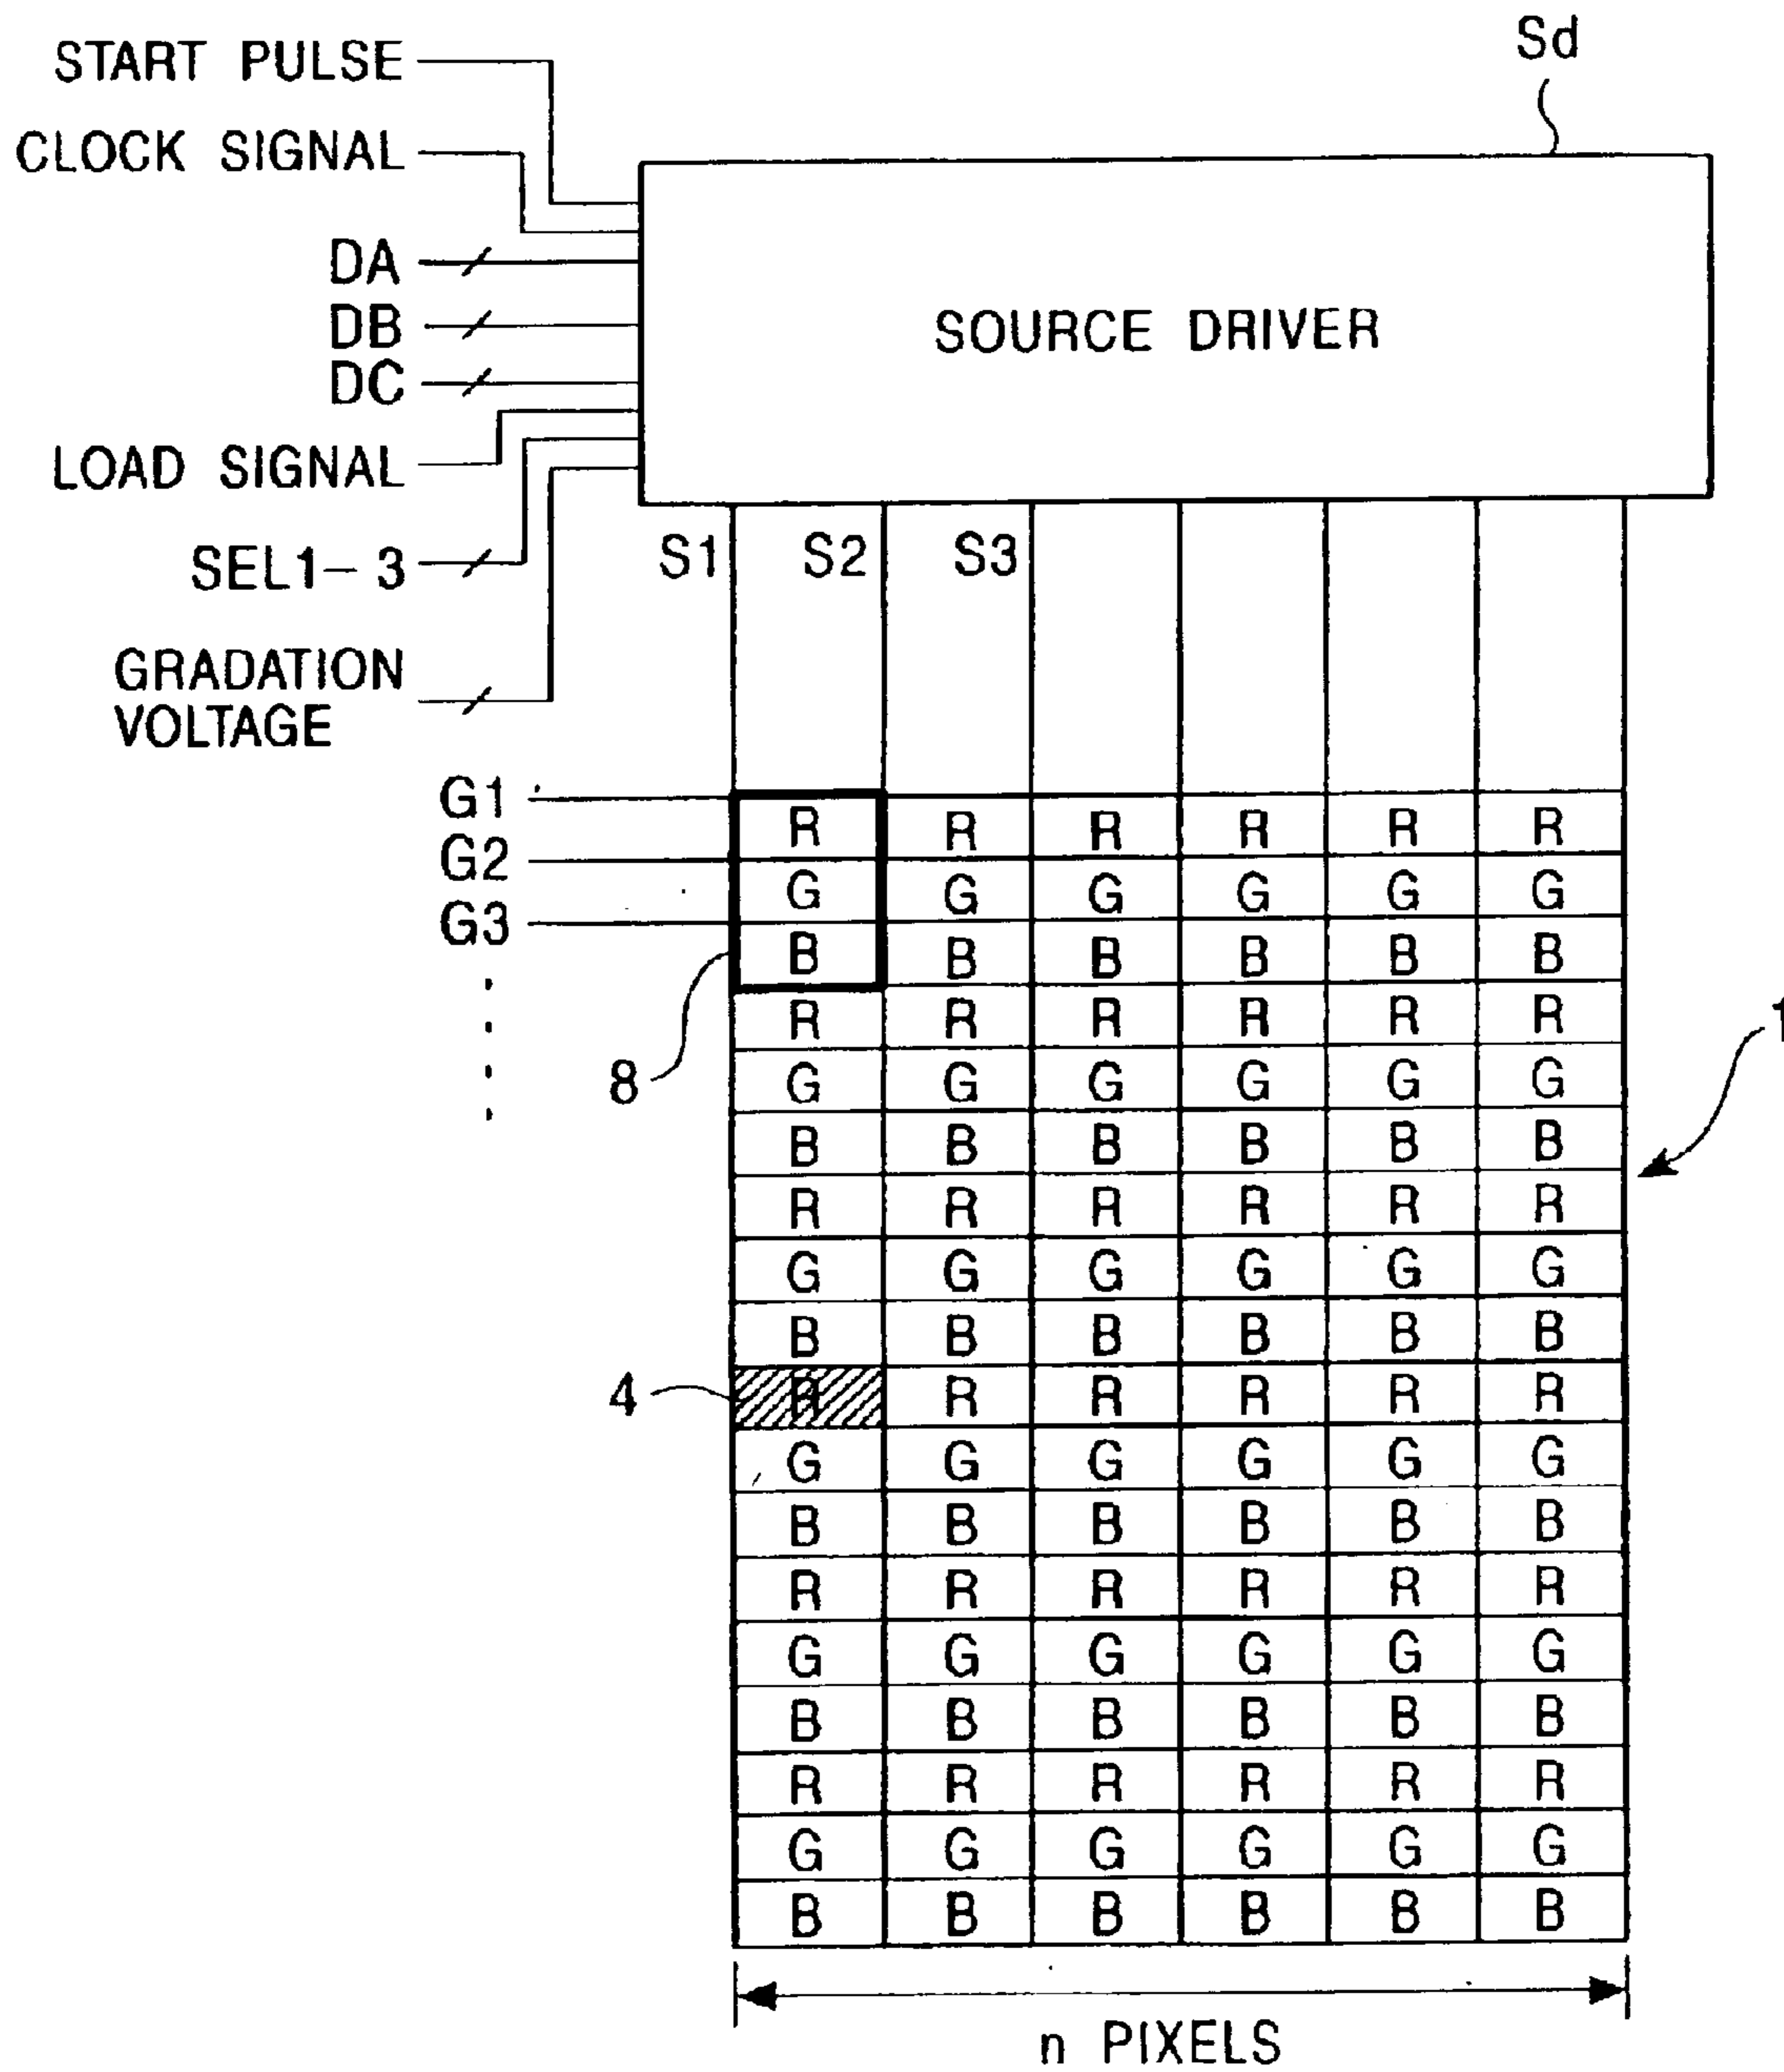 Sd
START PULSE
CLOCK SIGNAL
DA
DB
DC
SOURCE DRIVER
LOAD SIGNAL
SEL1-3
GRADATION
VOLTAGE
S1 S2 S3
G1
G2
G3
R R R R R R
G G G G G G
B B B B B B
8
R R R R R R
G G G G G G
B B B B B B
1
R R R R R R
G G G G G G
B B B B B B
4
R R R R R R
G G G G G G
B B B B B B
R R R R R R
G G G G G G
B B B B B B
R R R R R R
G G G G G G
B B B B B B
n PIXELS